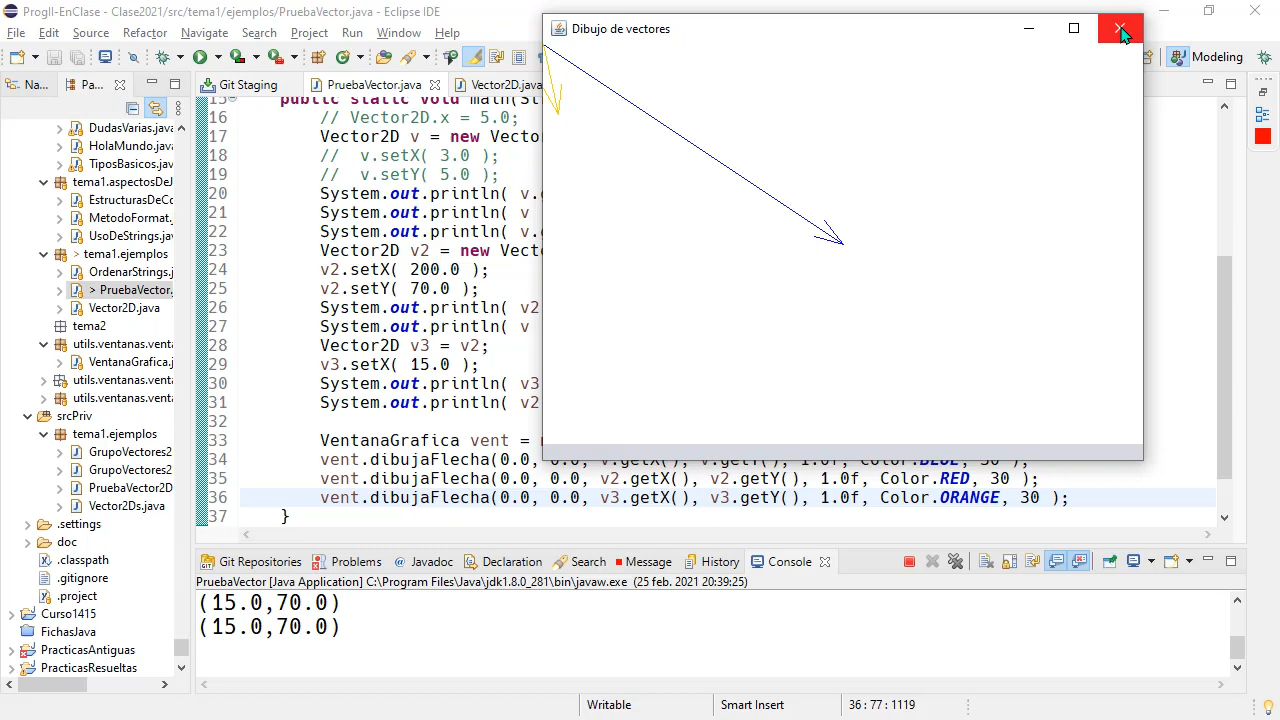 ProgII-EnClase - Clase2021/src/tema1/ejemplos/PruebaVector.java - Eclipse IDE
File Edit Source Refactor Navigate Search Project Run Window Help
Modeling
Na... Pa...
Git Staging PruebaVector.java Vector2D.java
DudasVarias.java
HolaMundo.java
TiposBasicos.java
tema1.aspectosDeJ
EstructurasDeCo
MetodoFormat.
UsoDeStrings.java
> tema1.ejemplos
OrdenarStrings.
> PruebaVector.
Vector2D.java
tema2
utils.ventanas.venta
VentanaGrafica.j
utils.ventanas.venta
utils.ventanas.venta
srcPriv
tema1.ejemplos
GrupoVectores2
GrupoVectores2
PruebaVector2D
Vector2Ds.java
.settings
doc
.classpath
.gitignore
.project
Curso1415
FichasJava
PracticasAntiguas
PracticasResueltas
15 public static void main(St
16 // Vector2D.x = 5.0;
17 Vector2D v = new Vector
18 // v.setX( 3.0 );
19 // v.setY( 5.0 );
20 System.out.println( v.g
21 System.out.println( v
22 System.out.println( v.g
23 Vector2D v2 = new Vecto
24 v2.setX( 200.0 );
25 v2.setY( 70.0 );
26 System.out.println( v2
27 System.out.println( v
28 Vector2D v3 = v2;
29 v3.setX( 15.0 );
30 System.out.println( v3
31 System.out.println( v2
32
33 VentanaGrafica vent = n
34 vent.dibujaFlecha(0.0, 0.0, v.getX(), v.getY(), 1.0f, Color.BLUE, 30 );
35 vent.dibujaFlecha(0.0, 0.0, v2.getX(), v2.getY(), 1.0f, Color.RED, 30 );
36 vent.dibujaFlecha(0.0, 0.0, v3.getX(), v3.getY(), 1.0f, Color.ORANGE, 30 );
37 }
Dibujo de vectores
Git Repositories Problems Javadoc Declaration Search Message History Console
PruebaVector [Java Application] C:\Program Files\Java\jdk1.8.0_281\bin\javaw.exe (25 feb. 2021 20:39:25)
(15.0,70.0)
(15.0,70.0)
Writable Smart Insert 36 : 77 : 1119